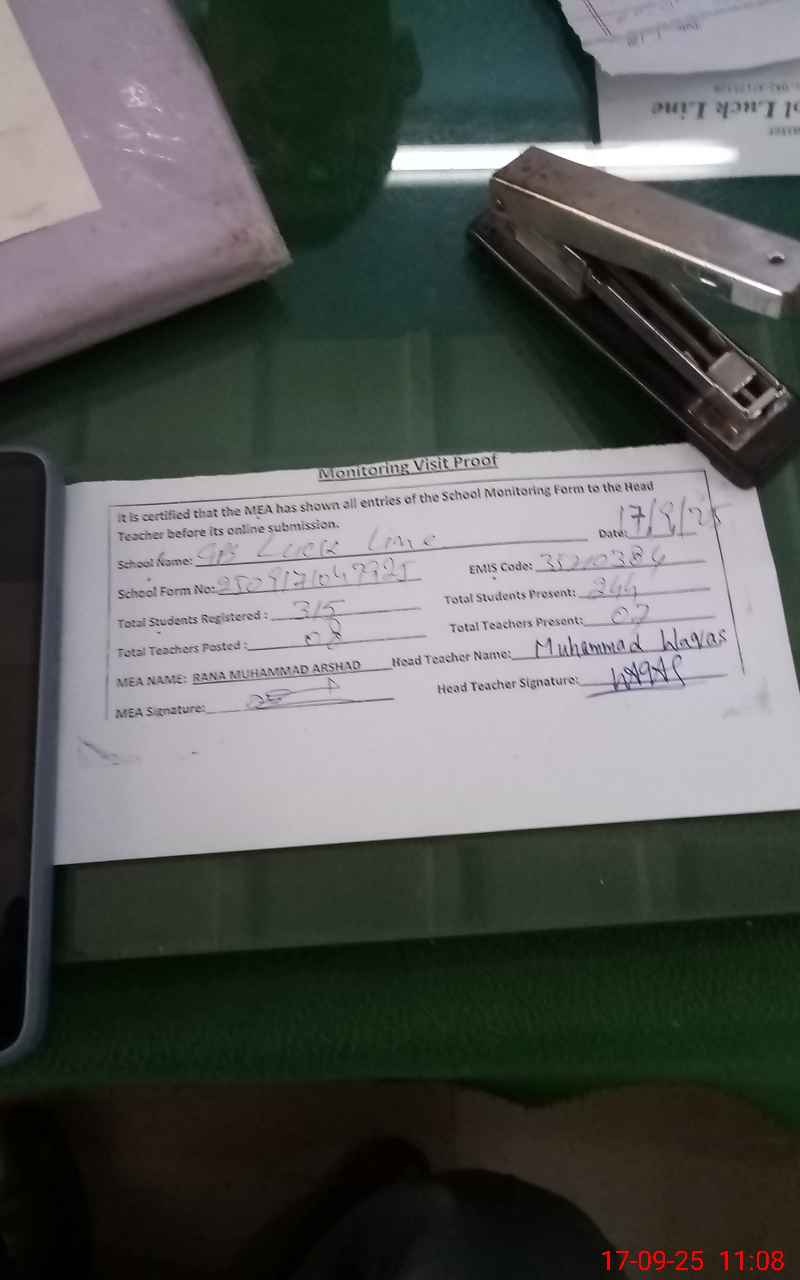 ol Luck Line
Monitoring Visit Proof
It is certified that the MEA has shown all entries of the School Monitoring Form to the Head
Teacher before its online submission.
Date: 17/9/25
School Name: GPS Luck Line
School Form No: 2509171047925 EMIS Code: 35210384
Total Students Registered : 315 Total Students Present: 244
Total Teachers Posted : 08 Total Teachers Present: 07
MEA NAME: RANA MUHAMMAD ARSHAD Head Teacher Name: Muhammad Waqas
MEA Signature: Head Teacher Signature: WAQAS
17-09-25 11:08